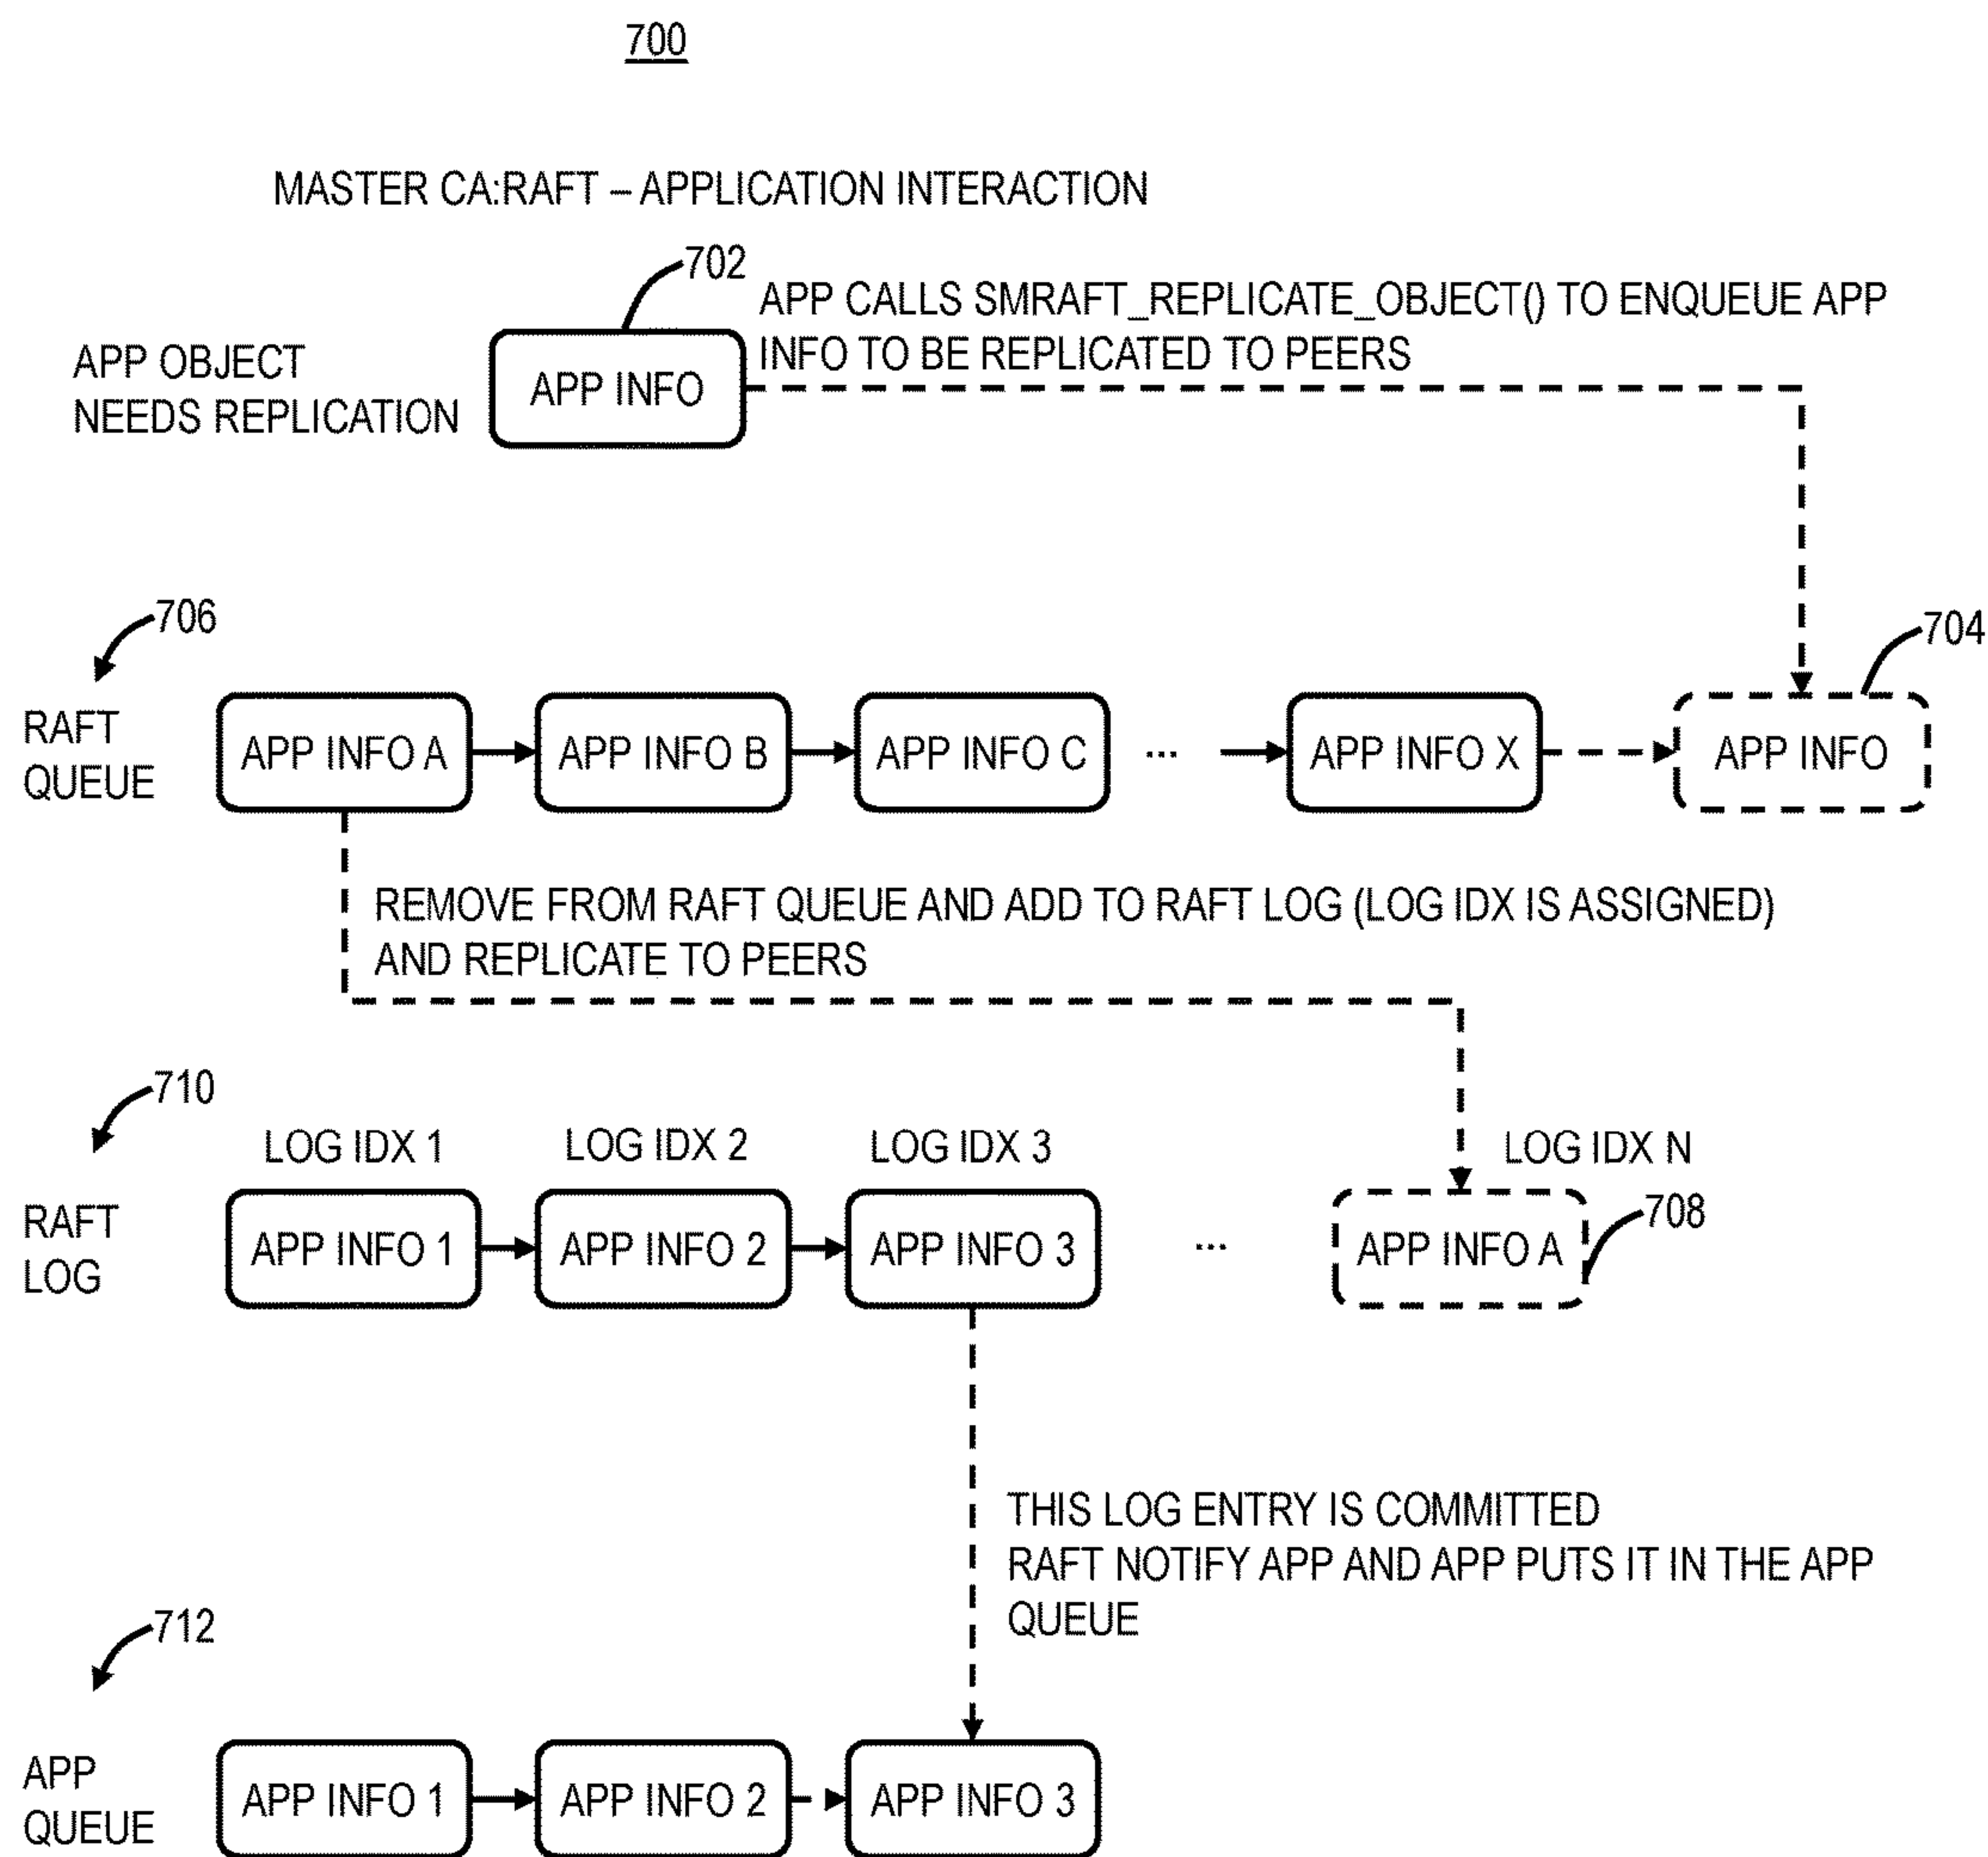 700
MASTER CA:RAFT – APPLICATION INTERACTION
702
APP CALLS SMRAFT_REPLICATE_OBJECT() TO ENQUEUE APP
INFO TO BE REPLICATED TO PEERS
APP OBJECT
NEEDS REPLICATION
APP INFO
706
704
RAFT
QUEUE
APP INFO A
APP INFO B
APP INFO C
...
APP INFO X
APP INFO
REMOVE FROM RAFT QUEUE AND ADD TO RAFT LOG (LOG IDX IS ASSIGNED)
AND REPLICATE TO PEERS
710
LOG IDX 1
LOG IDX 2
LOG IDX 3
LOG IDX N
RAFT
LOG
APP INFO 1
APP INFO 2
APP INFO 3
...
APP INFO A
708
THIS LOG ENTRY IS COMMITTED
RAFT NOTIFY APP AND APP PUTS IT IN THE APP
QUEUE
712
APP
QUEUE
APP INFO 1
APP INFO 2
APP INFO 3